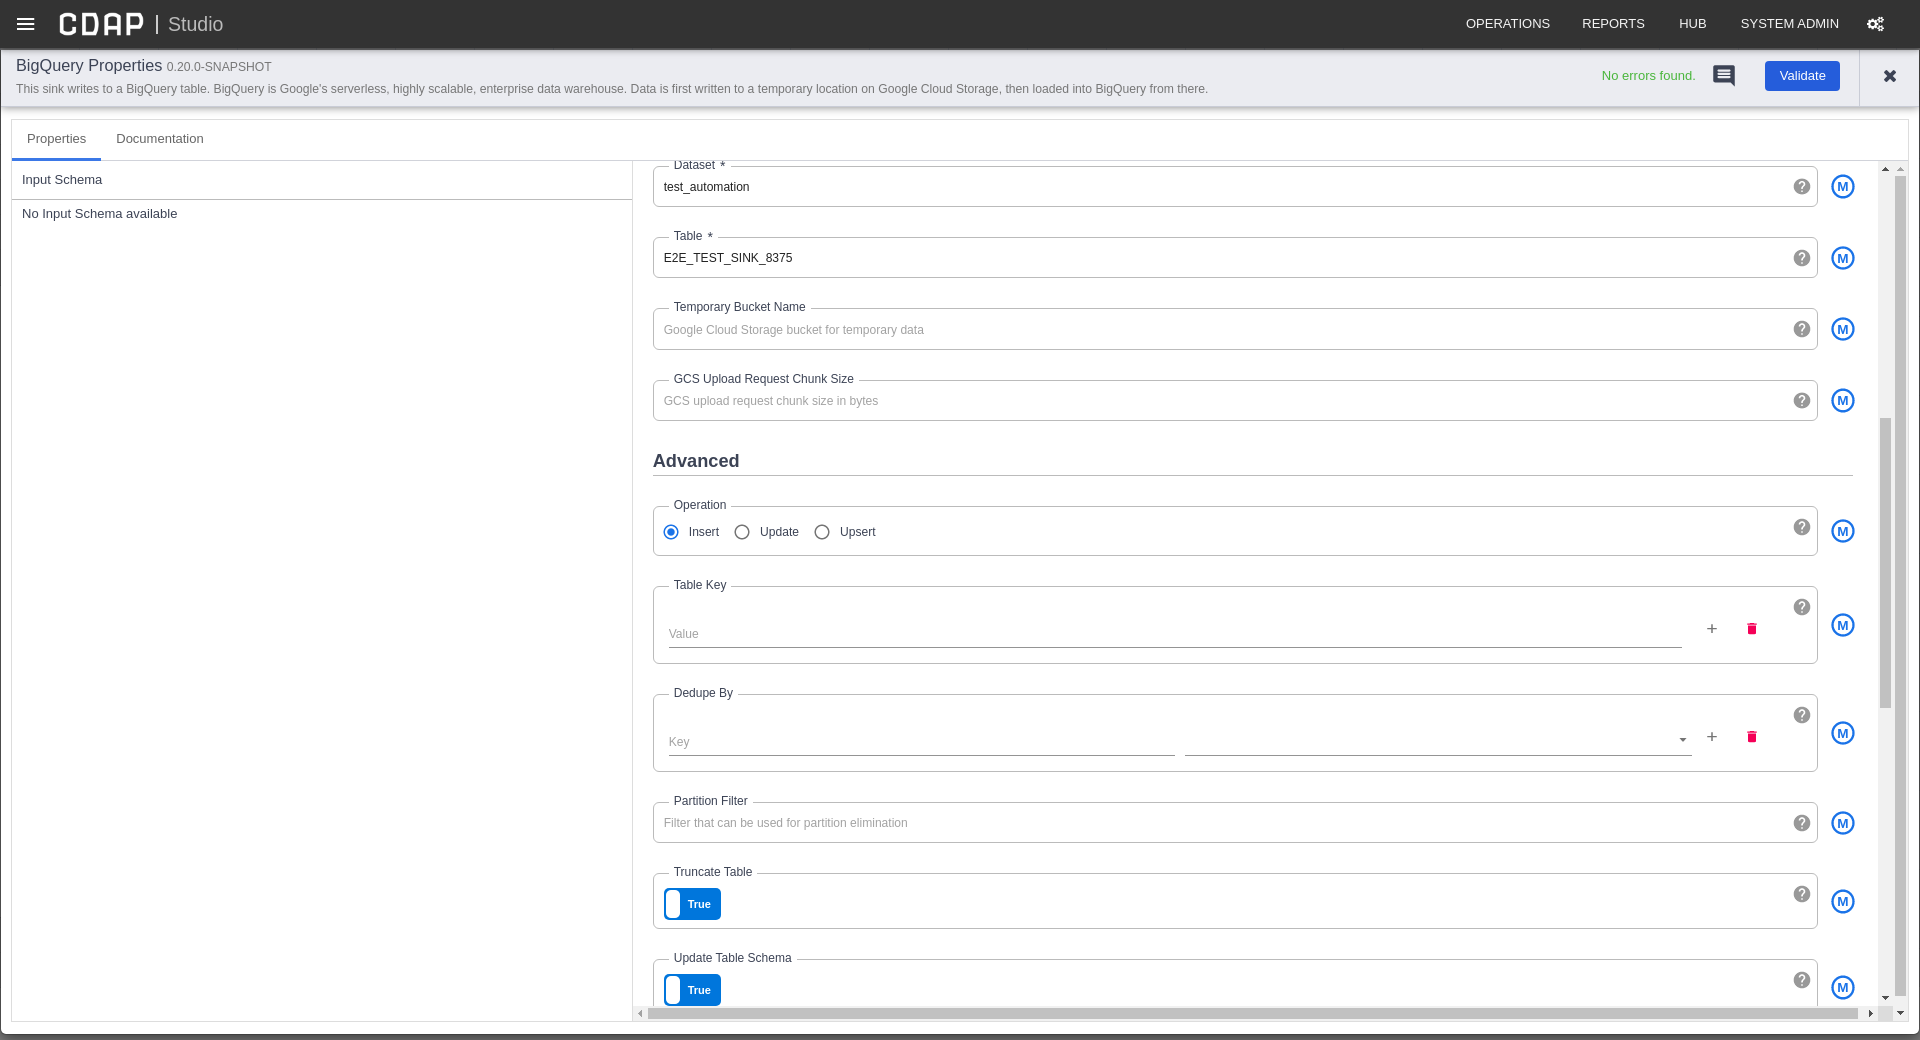 CDAP | Studio
OPERATIONS REPORTS HUB SYSTEM ADMIN
BigQuery Properties 0.20.0-SNAPSHOT
This sink writes to a BigQuery table. BigQuery is Google's serverless, highly scalable, enterprise data warehouse. Data is first written to a temporary location on Google Cloud Storage, then loaded into BigQuery from there.
No errors found.
Validate
Properties Documentation
Input Schema
No Input Schema available
Dataset *
test_automation
M
Table *
E2E_TEST_SINK_8375
M
Temporary Bucket Name
Google Cloud Storage bucket for temporary data
M
GCS Upload Request Chunk Size
GCS upload request chunk size in bytes
M
Advanced
Operation
Insert Update Upsert
M
Table Key
Value
M
Dedupe By
Key
M
Partition Filter
Filter that can be used for partition elimination
M
Truncate Table
True
M
Update Table Schema
True
M